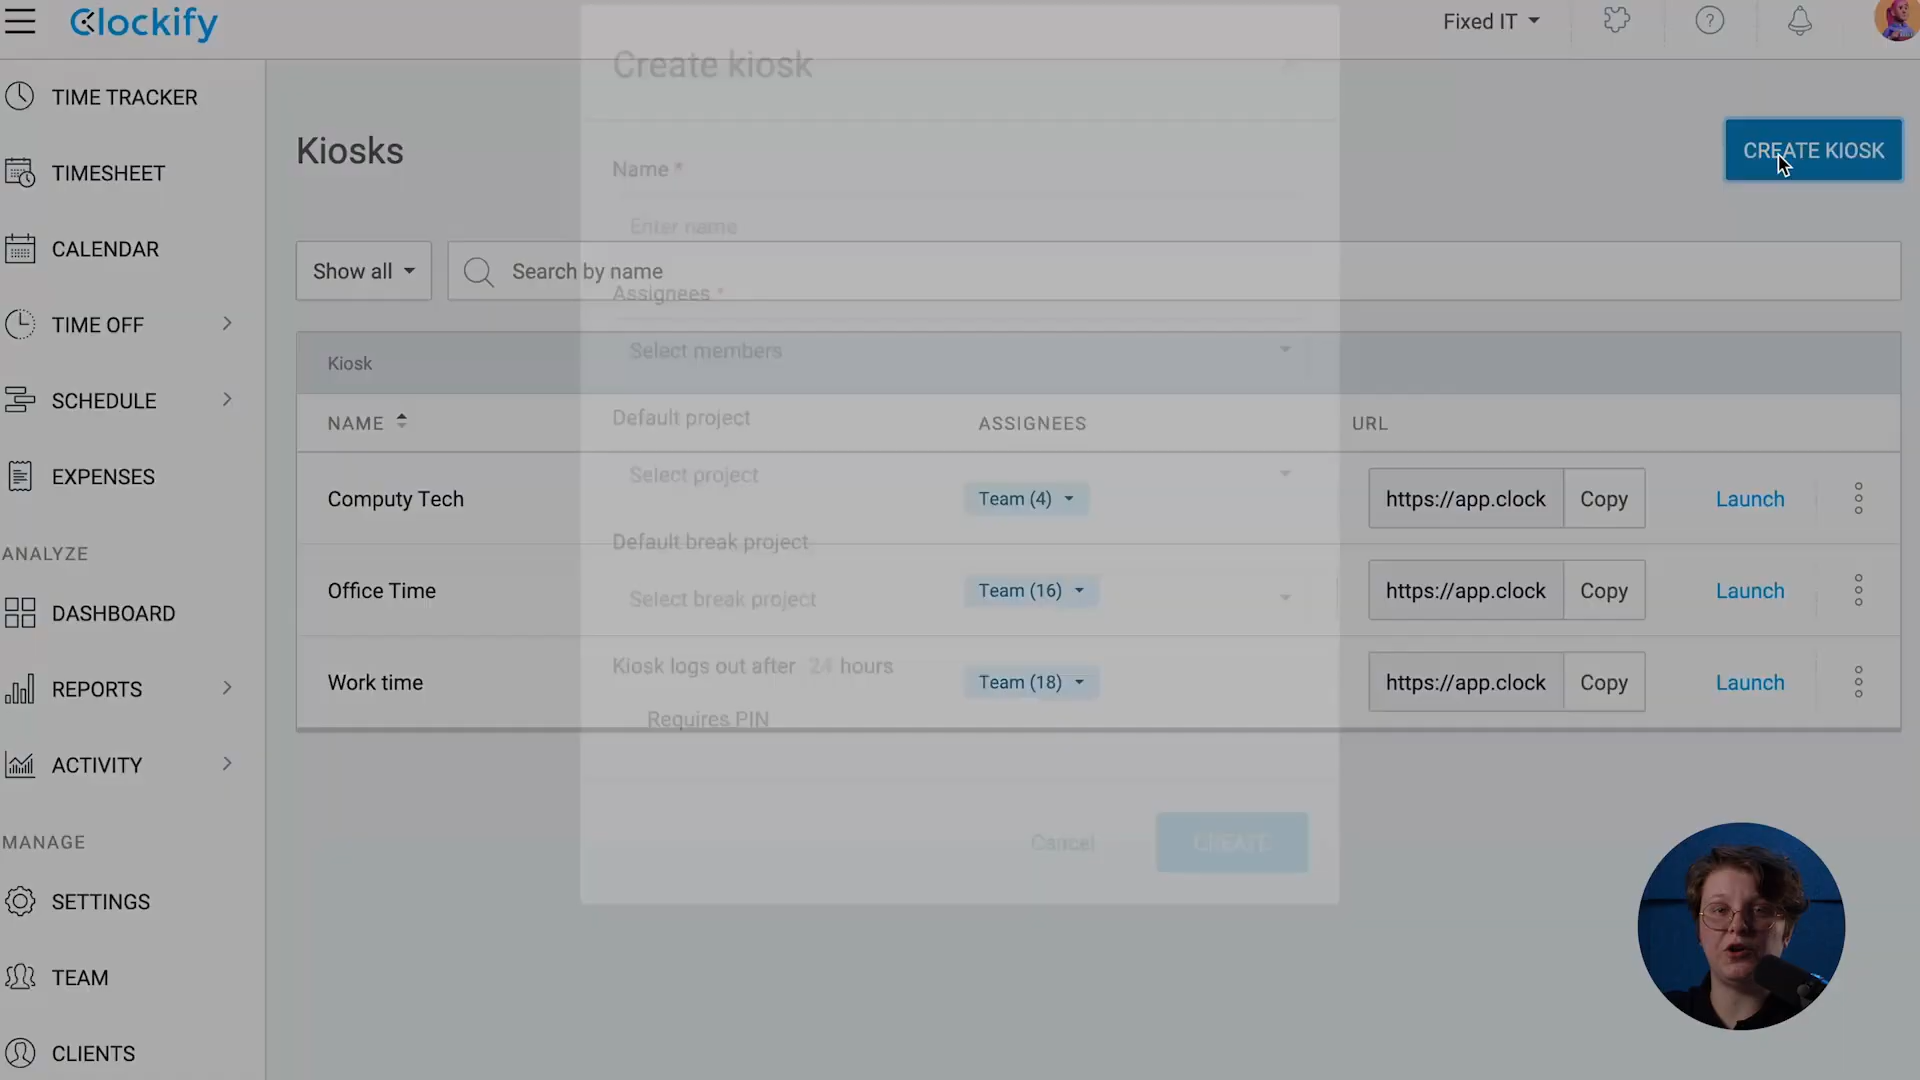 Clockify
Fixed IT
TIME TRACKER
TIMESHEET
CALENDAR
TIME OFF
SCHEDULE
EXPENSES
ANALYZE
DASHBOARD
REPORTS
ACTIVITY
MANAGE
SETTINGS
TEAM
CLIENTS
Kiosks
CREATE KIOSK
Show all
Search by name
Kiosk
NAME ASSIGNEES URL
Computy Tech Team (4) https://app.clock Copy Launch
Office Time Team (16) https://app.clock Copy Launch
Work time Team (18) https://app.clock Copy Launch
Create kiosk
Name *
Enter name
Assignees *
Select members
Default project
Select project
Default break project
Select break project
Kiosk logs out after 24 hours
Requires PIN
Cancel
CREATE